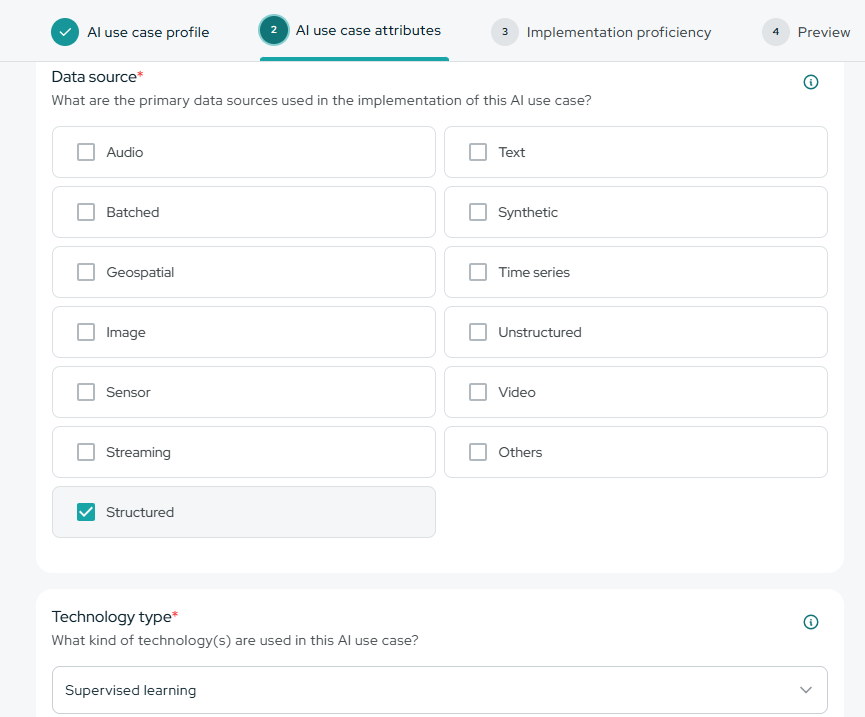 AI use case profile
2 AI use case attributes
3 Implementation proficiency
4 Preview
Data source*
What are the primary data sources used in the implementation of this AI use case?
Audio
Text
Batched
Synthetic
Geospatial
Time series
Image
Unstructured
Sensor
Video
Streaming
Others
Structured
Technology type*
What kind of technology(s) are used in this AI use case?
Supervised learning